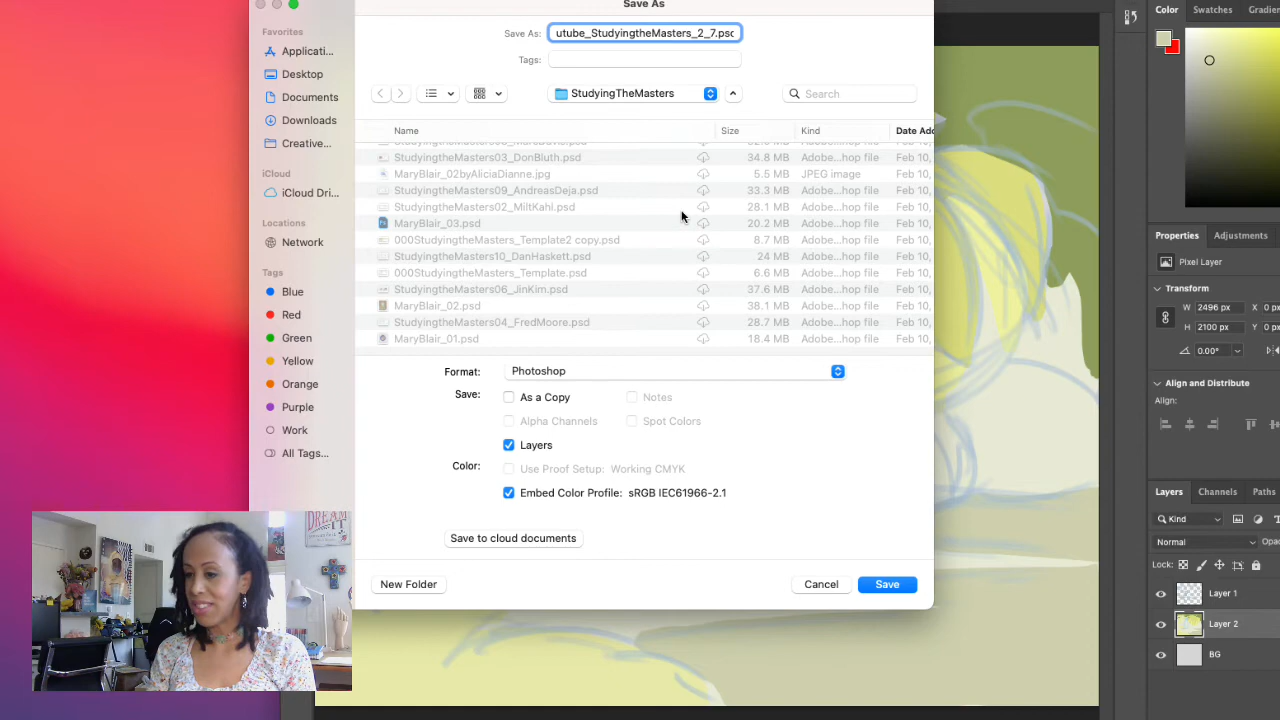 Save As
Color Swatches Gradien
Save As: utube_StudyingtheMasters_2_7.psd
Tags:
StudyingTheMasters
Search
Favorites
Applicati...
Desktop
Documents
Downloads
Creative...
iCloud
iCloud Dri...
Locations
Network
Tags
Blue
Red
Green
Yellow
Orange
Purple
Work
All Tags...
Name Size Kind Date Adc
StudyingtheMasters03_DonBluth.psd 34.8 MB Adobe...hop file Feb 10,
MaryBlair_02byAliciaDianne.jpg 5.5 MB JPEG image Feb 10,
StudyingtheMasters09_AndreasDeja.psd 33.3 MB Adobe...hop file Feb 10,
StudyingtheMasters02_MiltKahl.psd 28.1 MB Adobe...hop file Feb 10,
MaryBlair_03.psd 20.2 MB Adobe...hop file Feb 10,
000StudyingtheMasters_Template2 copy.psd 8.7 MB Adobe...hop file Feb 10,
StudyingtheMasters10_DanHaskett.psd 24 MB Adobe...hop file Feb 10,
000StudyingtheMasters_Template.psd 6.6 MB Adobe...hop file Feb 10,
StudyingtheMasters06_JinKim.psd 37.6 MB Adobe...hop file Feb 10,
MaryBlair_02.psd 38.1 MB Adobe...hop file Feb 10,
StudyingtheMasters04_FredMoore.psd 28.7 MB Adobe...hop file Feb 10,
MaryBlair_01.psd 18.4 MB Adobe...hop file Feb 10,
Format: Photoshop
Save: As a Copy Notes
Alpha Channels Spot Colors
Layers
Color: Use Proof Setup: Working CMYK
Embed Color Profile: sRGB IEC61966-2.1
Save to cloud documents
New Folder Cancel Save
Properties Adjustments
Pixel Layer
Transform
W 2496 px X 0 p
H 2100 px Y 0 p
0.00°
Align and Distribute
Align:
Layers Channels Paths
Kind
Normal Opac
Lock:
Layer 1
Layer 2
BG
DREAM
IT